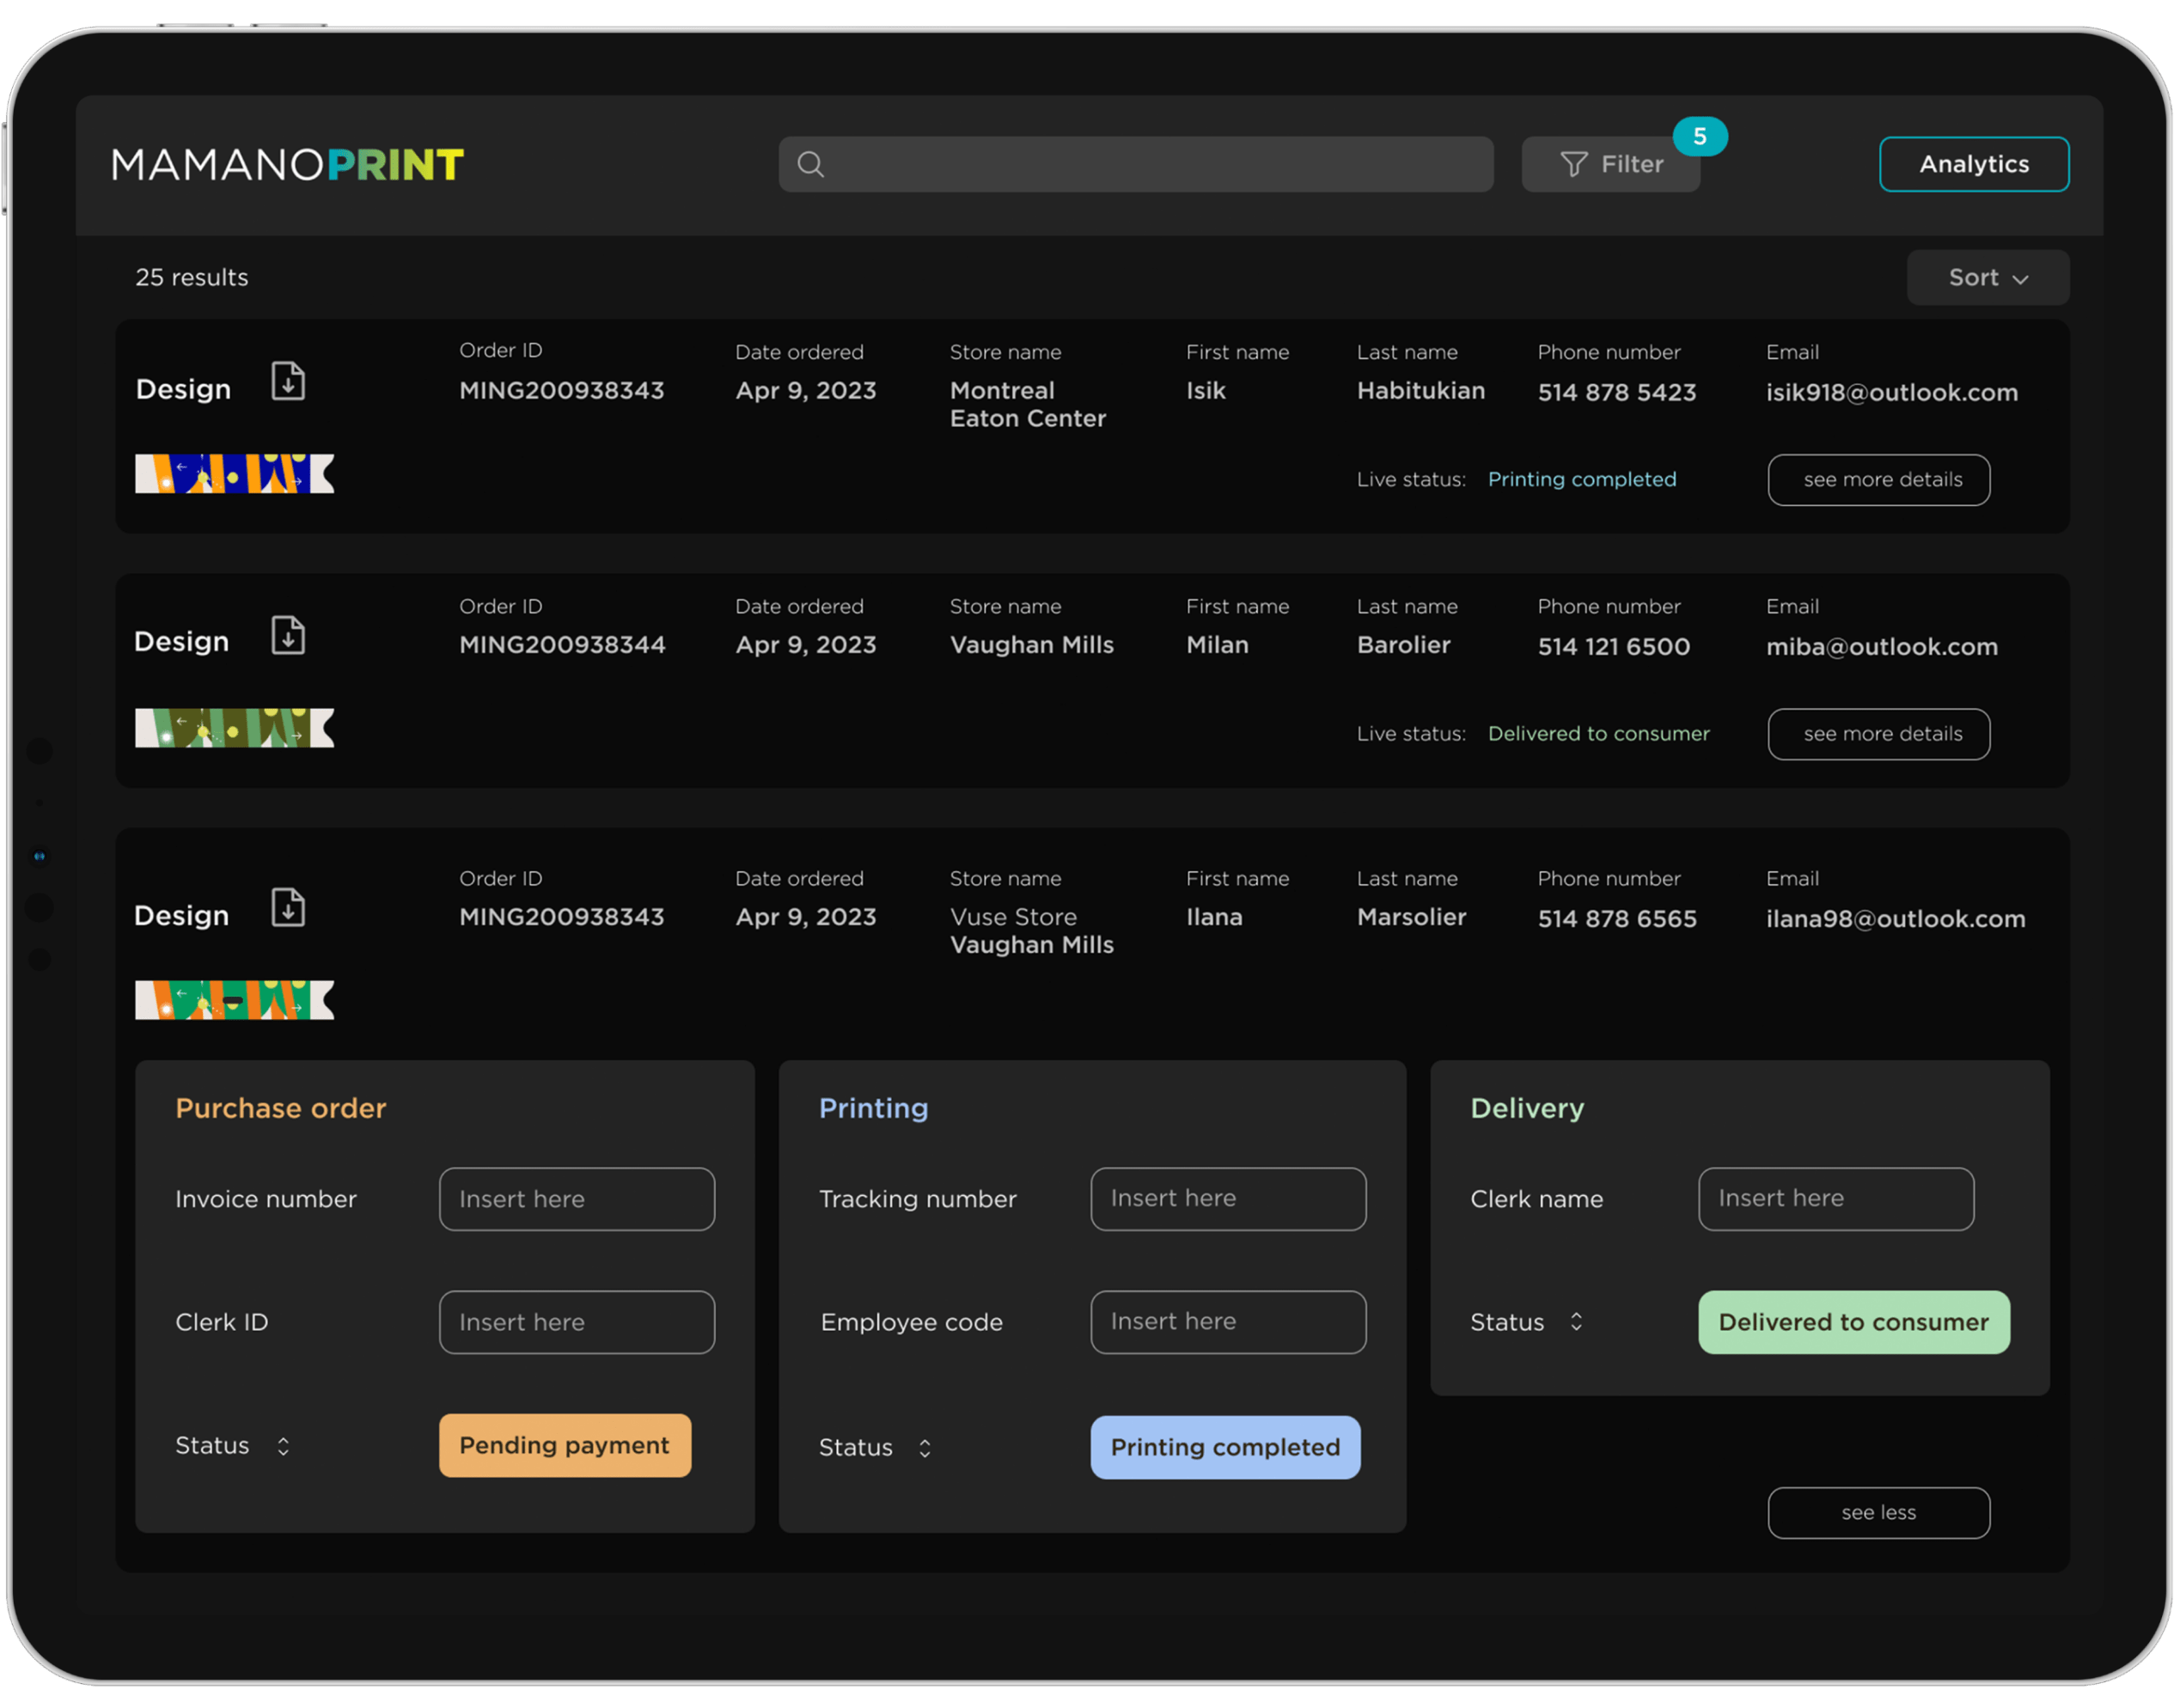 MAMANOPRINT
Filter
5
Analytics
25 results
Sort
Design
Order ID
MING200938343
Date ordered
Apr 9, 2023
Store name
Montreal
Eaton Center
First name
Isik
Last name
Habitukian
Phone number
514 878 5423
Email
isik918@outlook.com
Live status: Printing completed
see more details
Design
Order ID
MING200938344
Date ordered
Apr 9, 2023
Store name
Vaughan Mills
First name
Milan
Last name
Barolier
Phone number
514 121 6500
Email
miba@outlook.com
Live status: Delivered to consumer
see more details
Design
Order ID
MING200938343
Date ordered
Apr 9, 2023
Store name
Vuse Store
Vaughan Mills
First name
Ilana
Last name
Marsolier
Phone number
514 878 6565
Email
ilana98@outlook.com
Purchase order
Invoice number
Insert here
Clerk ID
Insert here
Status
Pending payment
Printing
Tracking number
Insert here
Employee code
Insert here
Status
Printing completed
Delivery
Clerk name
Insert here
Status
Delivered to consumer
see less